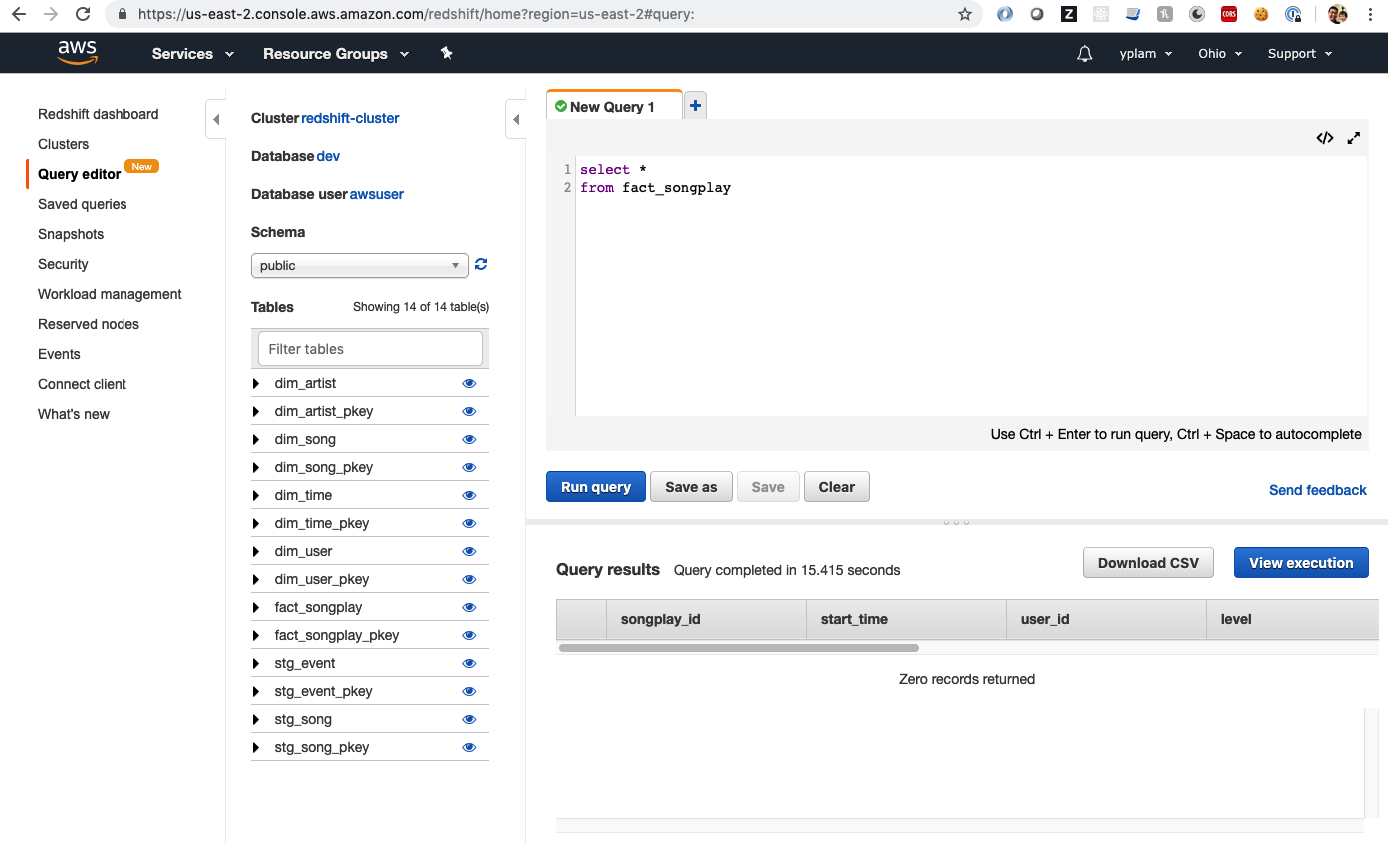 https://us-east-2.console.aws.amazon.com/redshift/home?region=us-east-2#query:
Z
CORS
aws
Services
Resource Groups
yplam
Ohio
Support
Redshift dashboard
Clusters
Query editor New
Saved queries
Snapshots
Security
Workload management
Reserved nodes
Events
Connect client
What's new
Cluster redshift-cluster
Database dev
Database user awsuser
Schema
public
Tables Showing 14 of 14 table(s)
Filter tables
dim_artist
dim_artist_pkey
dim_song
dim_song_pkey
dim_time
dim_time_pkey
dim_user
dim_user_pkey
fact_songplay
fact_songplay_pkey
stg_event
stg_event_pkey
stg_song
stg_song_pkey
New Query 1
+
</>
1 select *
2 from fact_songplay
Use Ctrl + Enter to run query, Ctrl + Space to autocomplete
Run query
Save as
Save
Clear
Send feedback
Query results Query completed in 15.415 seconds
Download CSV
View execution
songplay_id start_time user_id level
Zero records returned